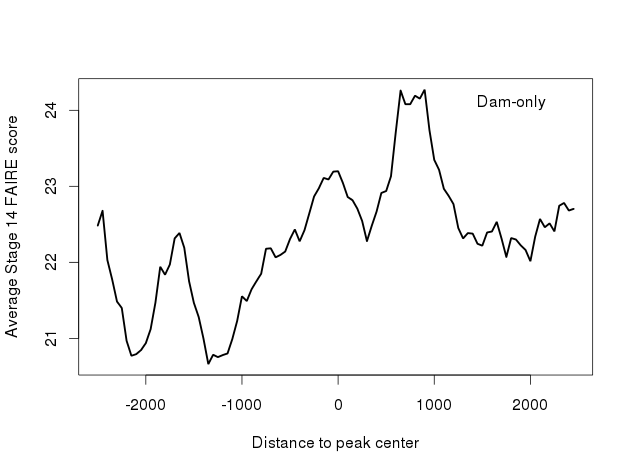 Dam-only
Average Stage 14 FAIRE score
24
23
22
21
-2000 -1000 0 1000 2000
Distance to peak center